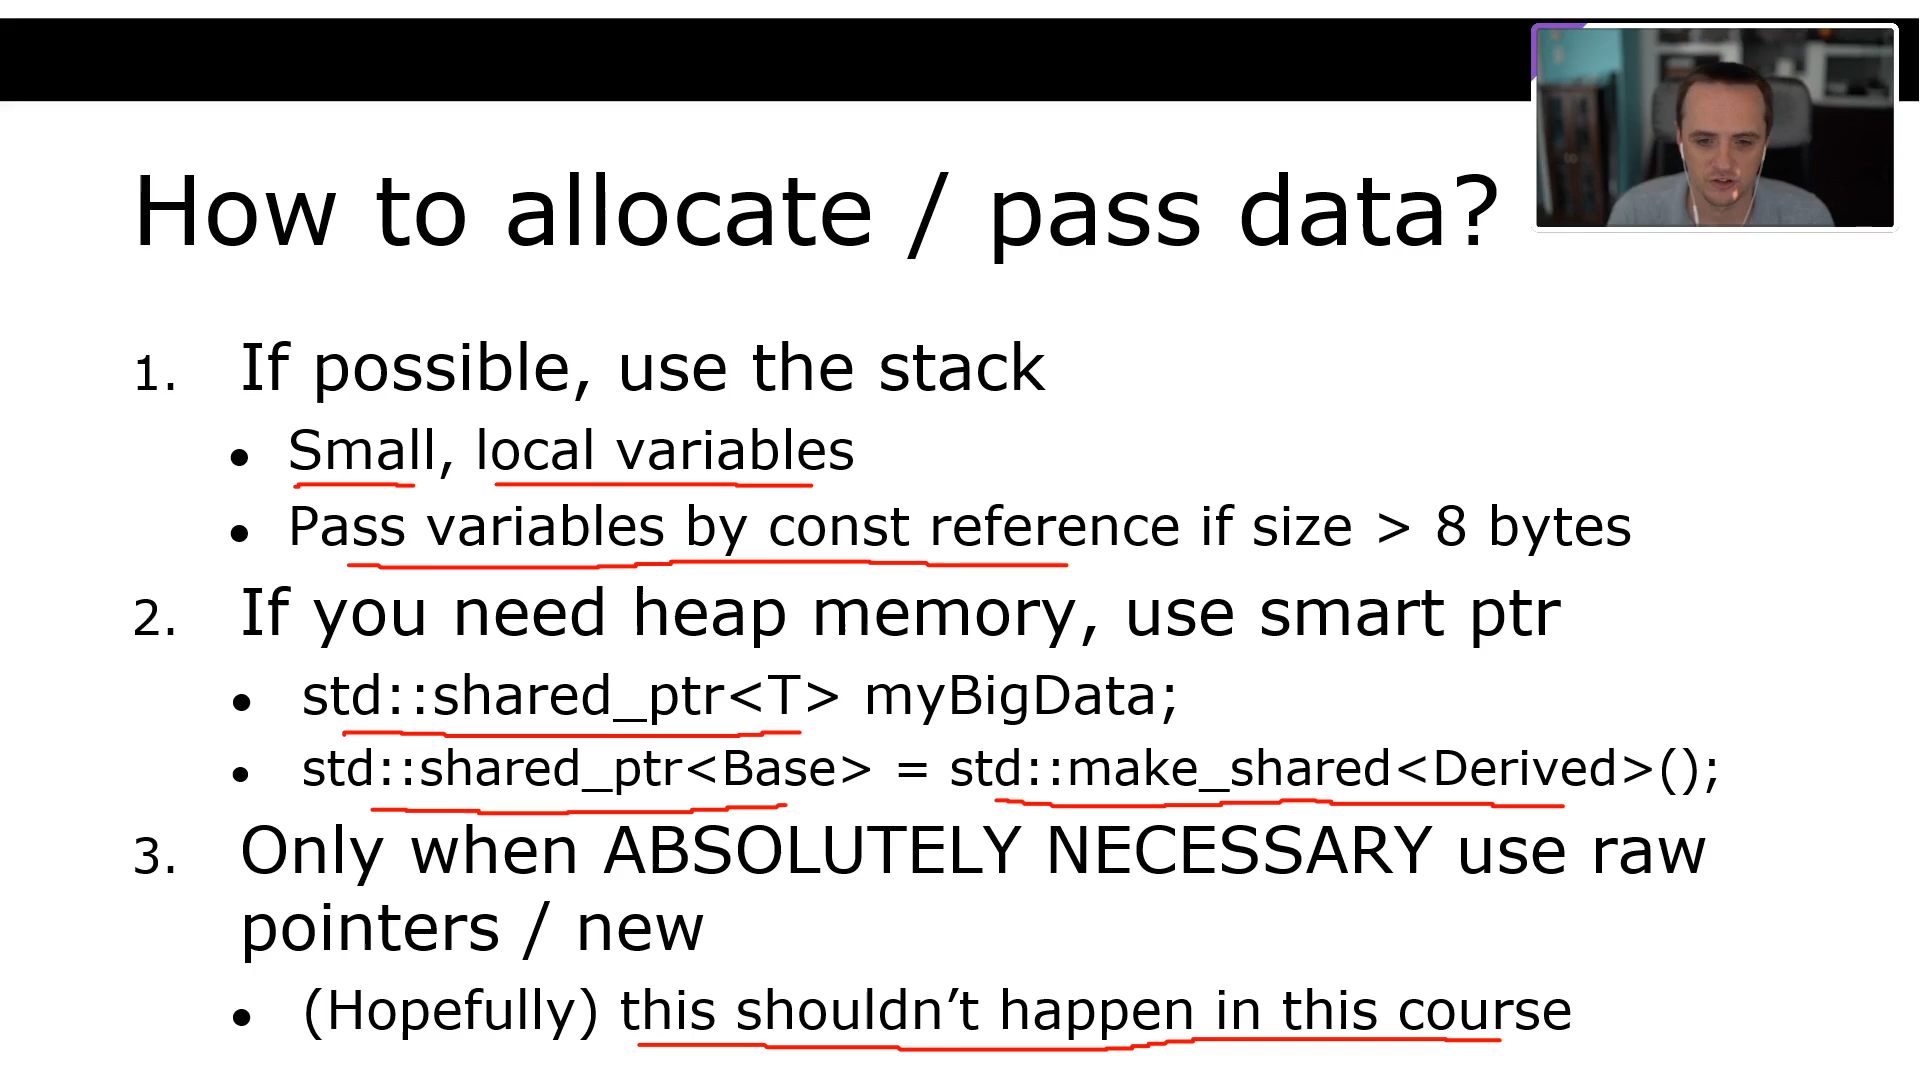 How to allocate / pass data?
1. If possible, use the stack
• Small, local variables
• Pass variables by const reference if size > 8 bytes
2. If you need heap memory, use smart ptr
• std::shared_ptr<T> myBigData;
• std::shared_ptr<Base> = std::make_shared<Derived>();
3. Only when ABSOLUTELY NECESSARY use raw
pointers / new
• (Hopefully) this shouldn’t happen in this course